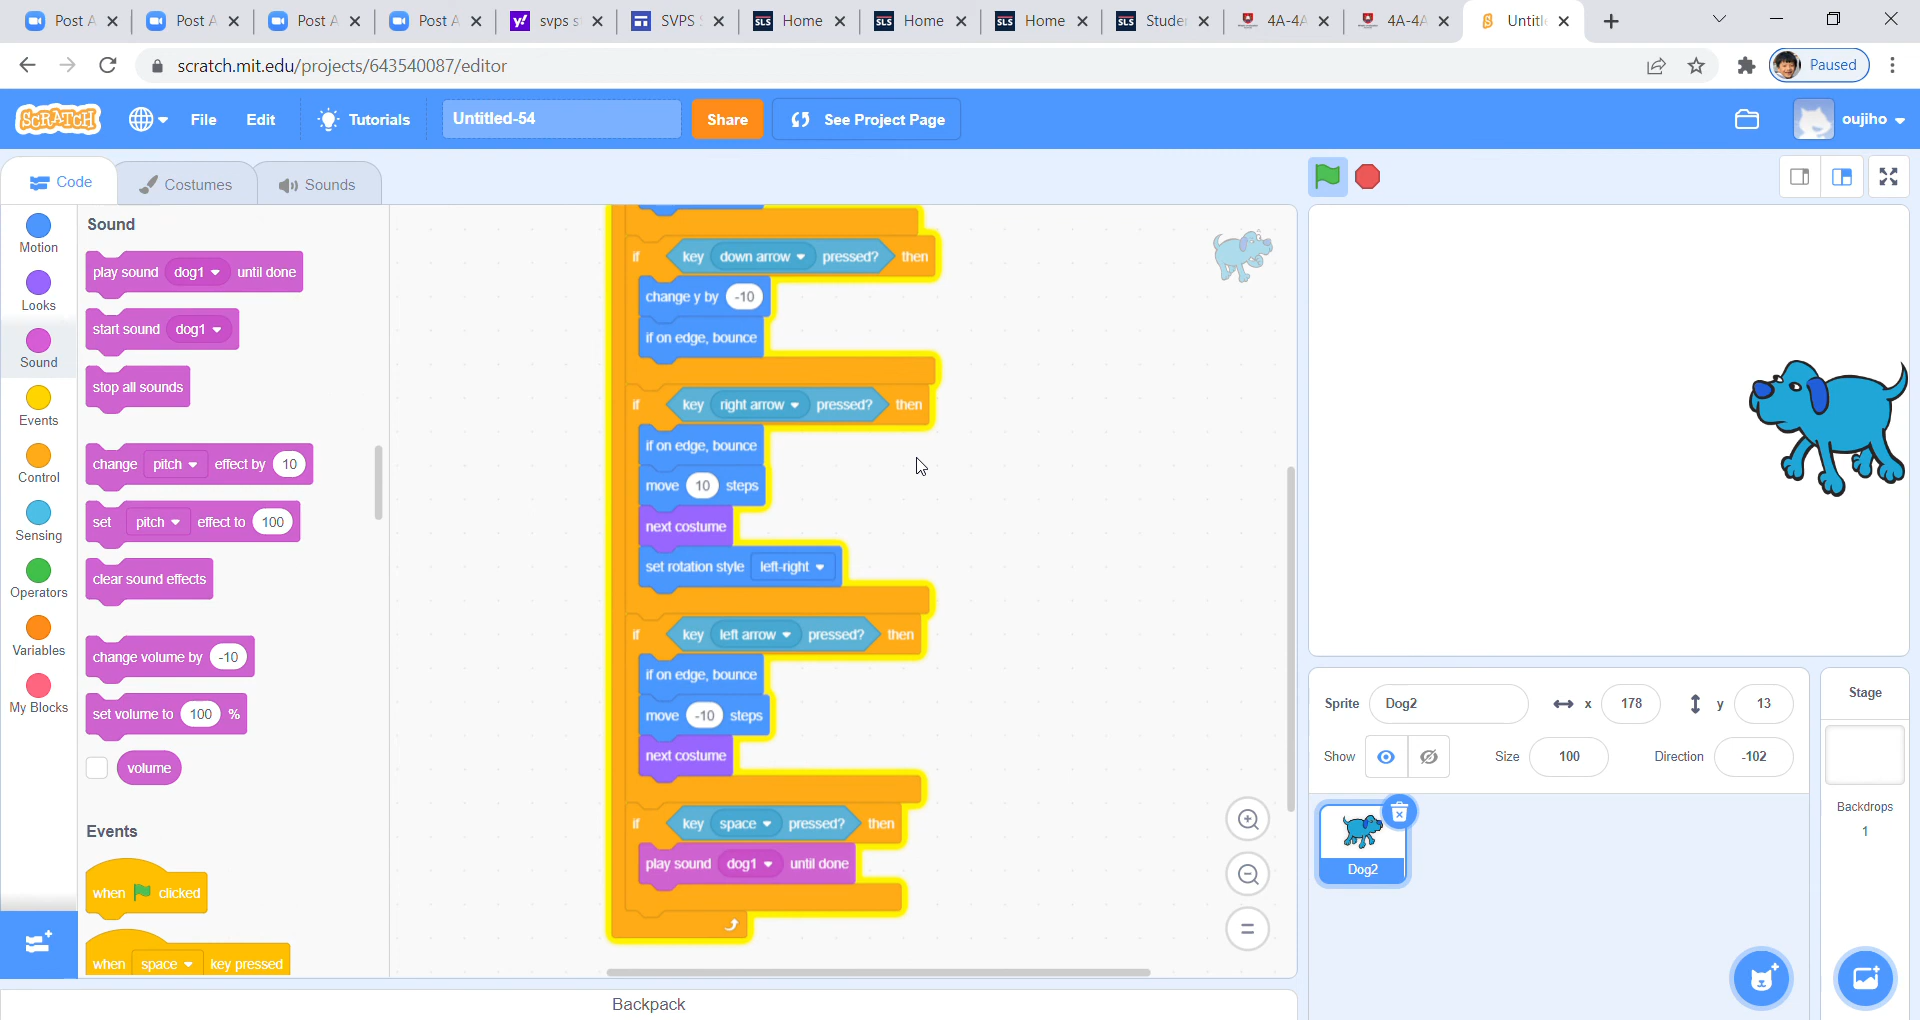 Post A
Post A
Post A
Post A
svps s
SVPS
SLS Home
SLS Home
SLS Home
SLS Stude
4A-4A
4A-4A
Untitl
scratch.mit.edu/projects/643540087/editor
Paused
SCRATCH
File
Edit
Tutorials
Untitled-54
Share
See Project Page
oujiho
Code
Costumes
Sounds
Motion
Looks
Sound
Events
Control
Sensing
Operators
Variables
My Blocks
Sound
play sound dog1 until done
start sound dog1
stop all sounds
change pitch effect by 10
set pitch effect to 100
clear sound effects
change volume by -10
set volume to 100 %
volume
Events
when clicked
when space key pressed
if key down arrow pressed? then
change y by -10
if on edge, bounce
if key right arrow pressed? then
if on edge, bounce
move 10 steps
next costume
set rotation style left-right
if key left arrow pressed? then
if on edge, bounce
move -10 steps
next costume
if key space pressed? then
play sound dog1 until done
Backpack
Sprite Dog2 x 178 y 13
Show Size 100 Direction -102
Dog2
Stage
Backdrops
1